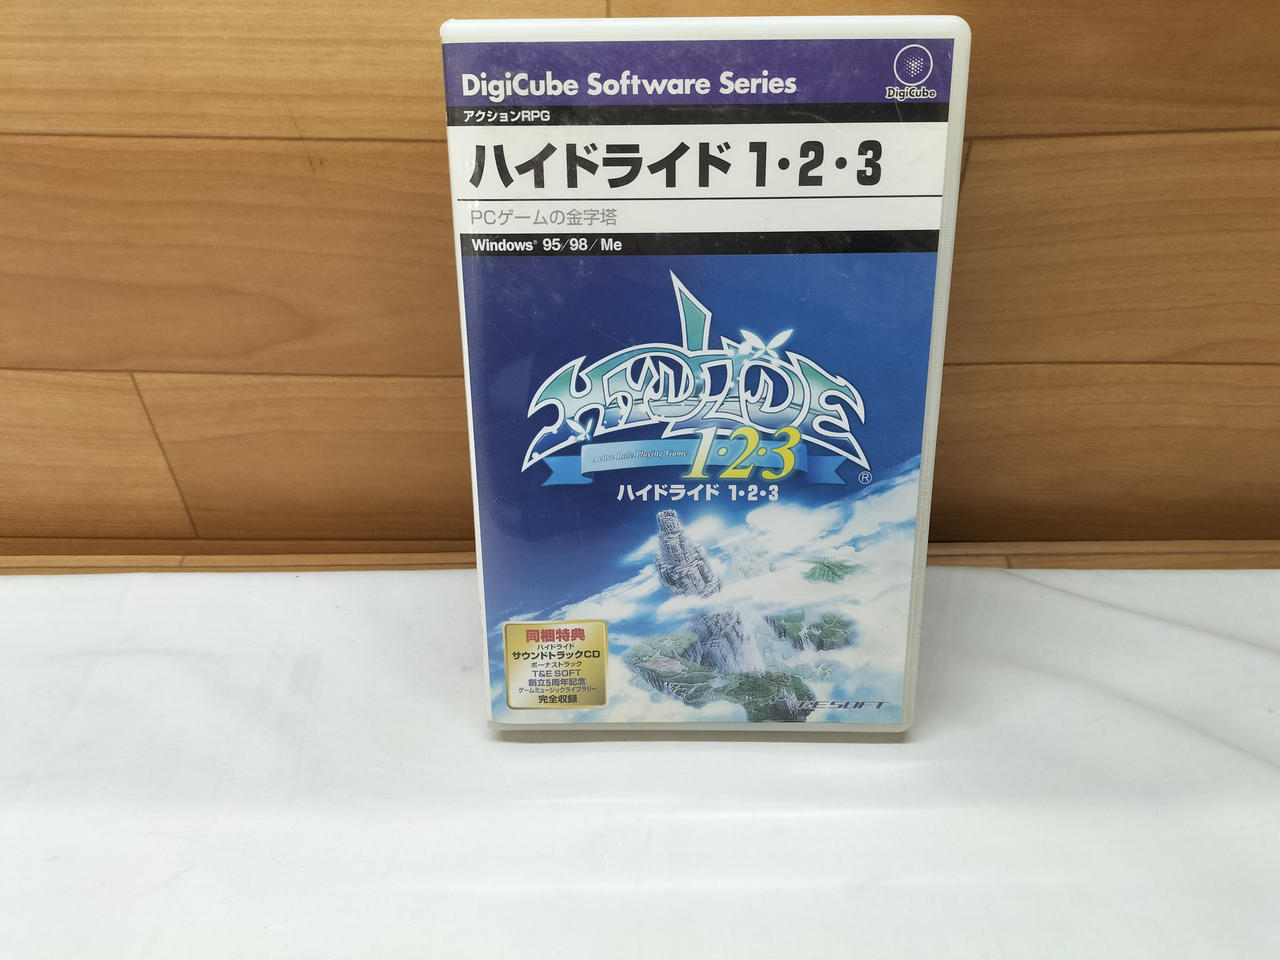 DigiCube Software Series
DigiCube
アクションRPG
ハイドライド 1・2・3
PCゲームの金字塔
Windows® 95/98/Me
HYDLIDE
Active Role Playing Game
1・2・3
®
ハイドライド 1・2・3
同梱特典
ハイドライド
サウンドトラックCD
ボーナストラック
T&E SOFT
創立5周年記念
ゲームミュージックライブラリー
完全収録
T&ESOFT